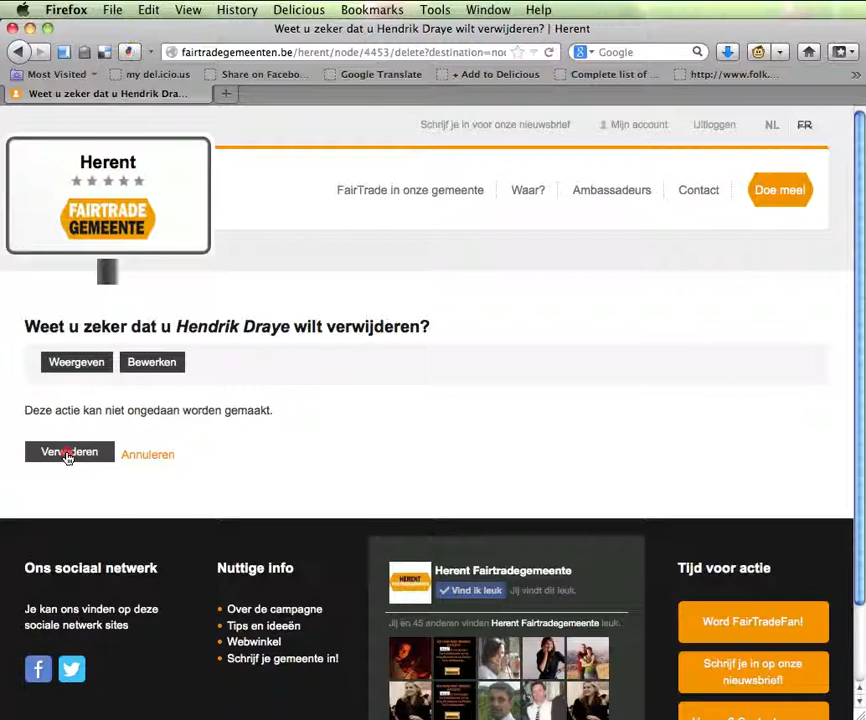 Firefox File Edit View History Delicious Bookmarks Tools Window Help
Weet u zeker dat u Hendrik Draye wilt verwijderen? | Herent
fairtradegemeenten.be/herent/node/4453/delete?destination=noc Google
Most Visited my del.icio.us Share on Facebo... Google Translate + Add to Delicious Complete list of ... http://www.folk...
Weet u zeker dat u Hendrik Dra...
Schrijf je in voor onze nieuwsbrief Mijn account Uitloggen NL FR
Herent
FAIRTRADE
GEMEENTE
FairTrade in onze gemeente Waar? Ambassadeurs Contact Doe mee!
Weet u zeker dat u Hendrik Draye wilt verwijderen?
Weergeven Bewerken
Deze actie kan niet ongedaan worden gemaakt.
Verwijderen Annuleren
Ons sociaal netwerk
Je kan ons vinden op deze
sociale netwerk sites
Nuttige info
Over de campagne
Tips en ideeën
Webwinkel
Schrijf je gemeente in!
Herent Fairtradegemeente
Vind ik leuk Jij vindt dit leuk.
Jij en 45 anderen vinden Herent Fairtradegemeente leuk.
Tijd voor actie
Word FairTradeFan!
Schrijf je in op onze
nieuwsbrief!